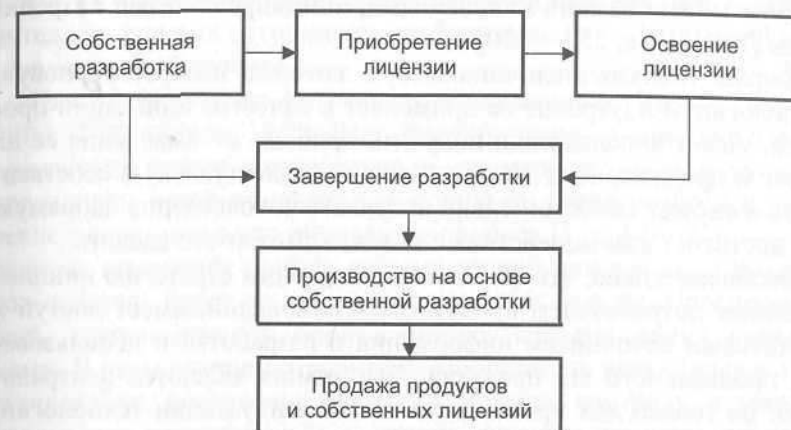 Собственная
разработка
Приобретение
лицензии
Освоение
лицензии
Завершение разработки
Производство на основе
собственной разработки
Продажа продуктов
и собственных лицензий